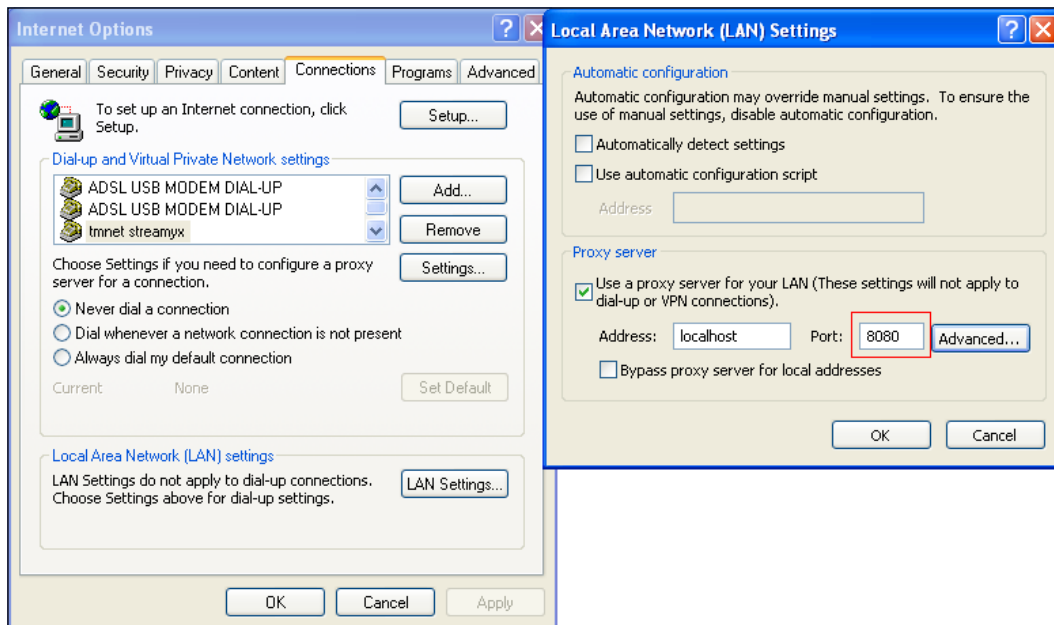 Internet Options
General Security Privacy Content Connections Programs Advanced
To set up an Internet connection, click
Setup.
Setup...
Dial-up and Virtual Private Network settings
ADSL USB MODEM DIAL-UP
ADSL USB MODEM DIAL-UP
tmnet streamyx
Add...
Remove
Choose Settings if you need to configure a proxy
server for a connection.
Settings...
Never dial a connection
Dial whenever a network connection is not present
Always dial my default connection
Current None
Set Default
Local Area Network (LAN) settings
LAN Settings do not apply to dial-up connections.
Choose Settings above for dial-up settings.
LAN Settings...
OK Cancel Apply
Local Area Network (LAN) Settings
Automatic configuration
Automatic configuration may override manual settings. To ensure the
use of manual settings, disable automatic configuration.
Automatically detect settings
Use automatic configuration script
Address
Proxy server
Use a proxy server for your LAN (These settings will not apply to
dial-up or VPN connections).
Address: localhost Port: 8080 Advanced...
Bypass proxy server for local addresses
OK Cancel